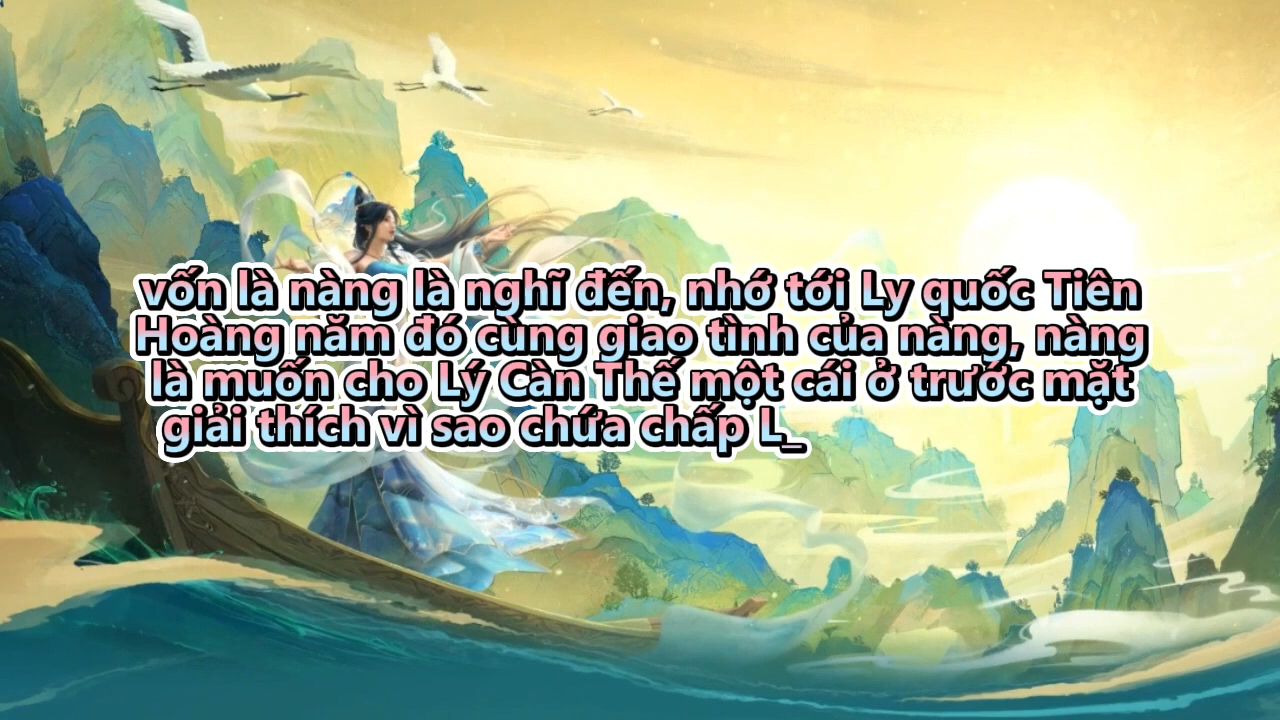 vốn là nàng là nghĩ đến, nhớ tới Ly quốc Tiên
Hoàng năm đó cùng giao tình của nàng, nàng
là muốn cho Lý Càn Thế một cái ở trước mặt
giải thích vì sao chứa chấp L_